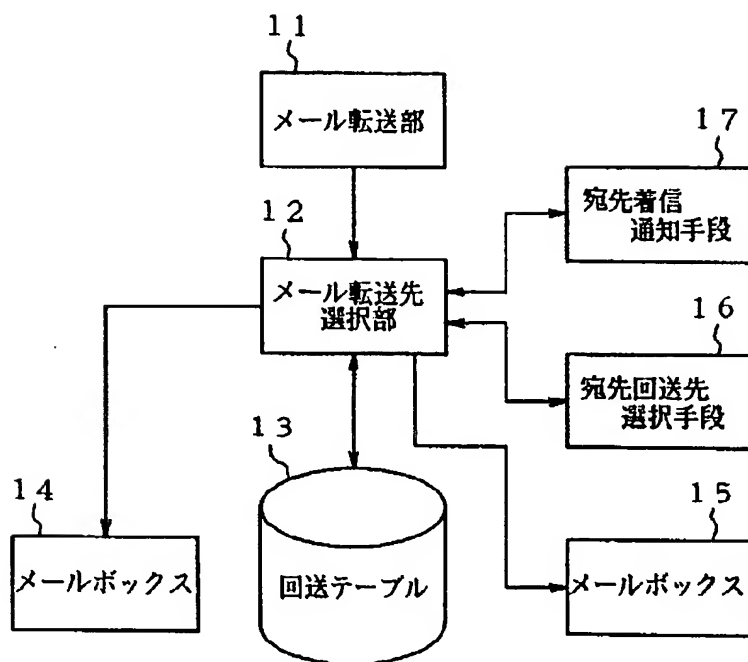 11
メール転送部
17
宛先着信
通知手段
12
メール転送先
選択部
16
宛先回送先
選択手段
13
回送テーブル
14
メールボックス
15
メールボックス